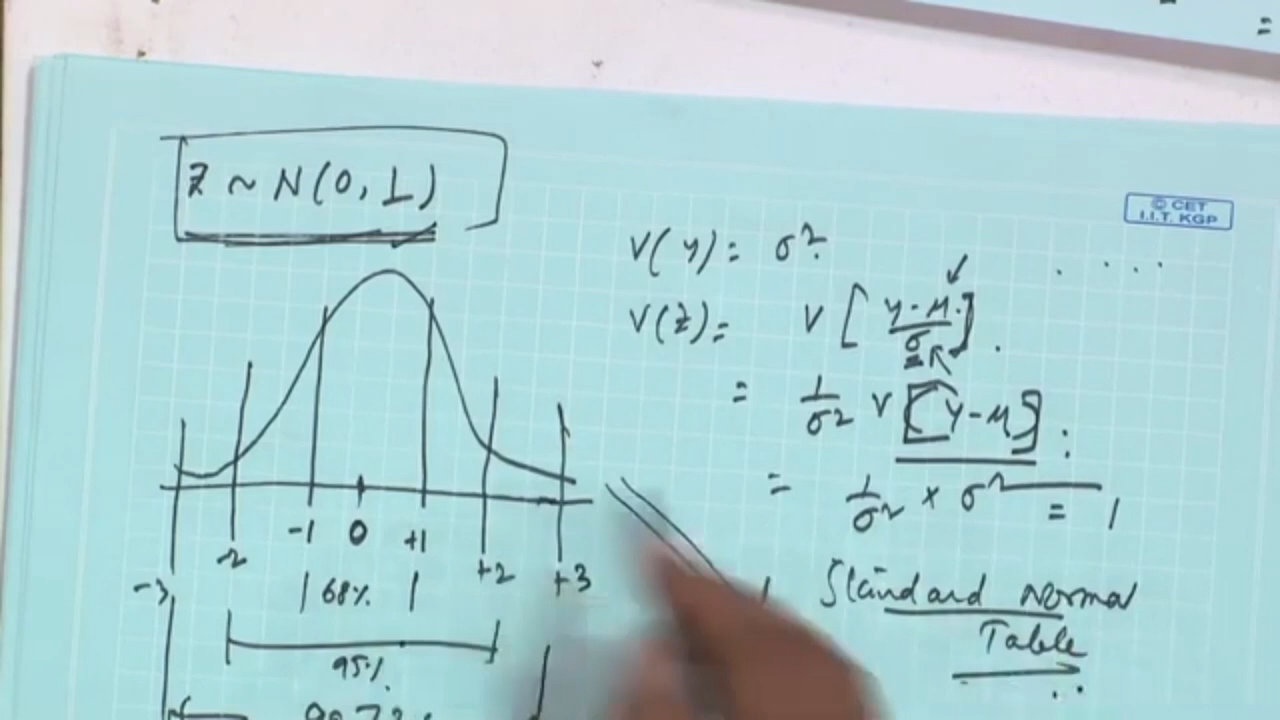 Z ~ N(0, 1)
© CET
I.I.T. KGP
V(y) = σ²
V(Z) = V [ (y-μ)/σ ]
= 1/σ² V [(y-μ)]
= 1/σ² × σ² = 1
-3 -2 -1 0 +1 +2 +3
68%
95%
Standard Normal
Table